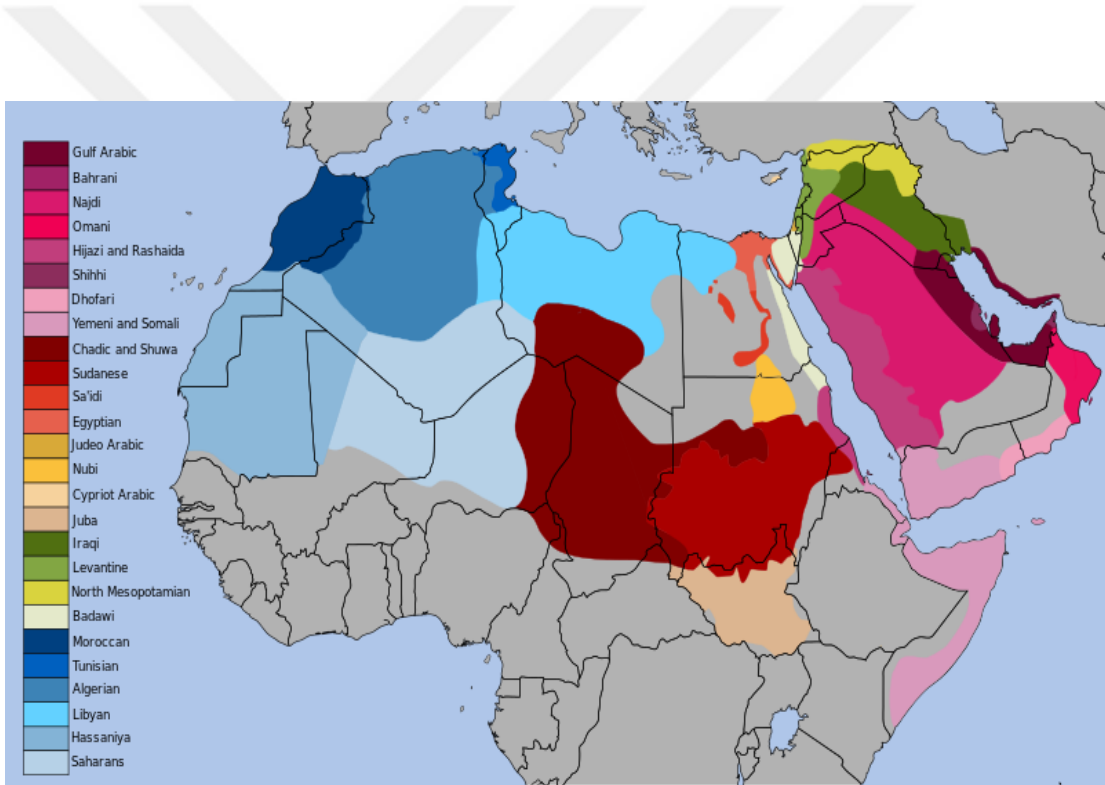 Gulf Arabic
Bahrani
Najdi
Omani
Hijazi and Rashaida
Shihhi
Dhofari
Yemeni and Somali
Chadic and Shuwa
Sudanese
Sa'idi
Egyptian
Judeo Arabic
Nubi
Cypriot Arabic
Juba
Iraqi
Levantine
North Mesopotamian
Badawi
Moroccan
Tunisian
Algerian
Libyan
Hassaniya
Saharans